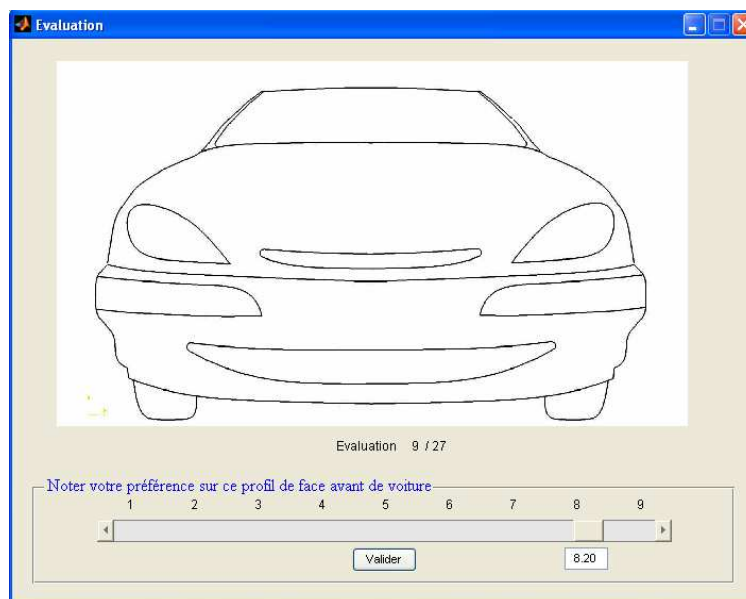 Evaluation
Evaluation 9 / 27
Noter votre préférence sur ce profil de face avant de voiture
1 2 3 4 5 6 7 8 9
Valider 8.20